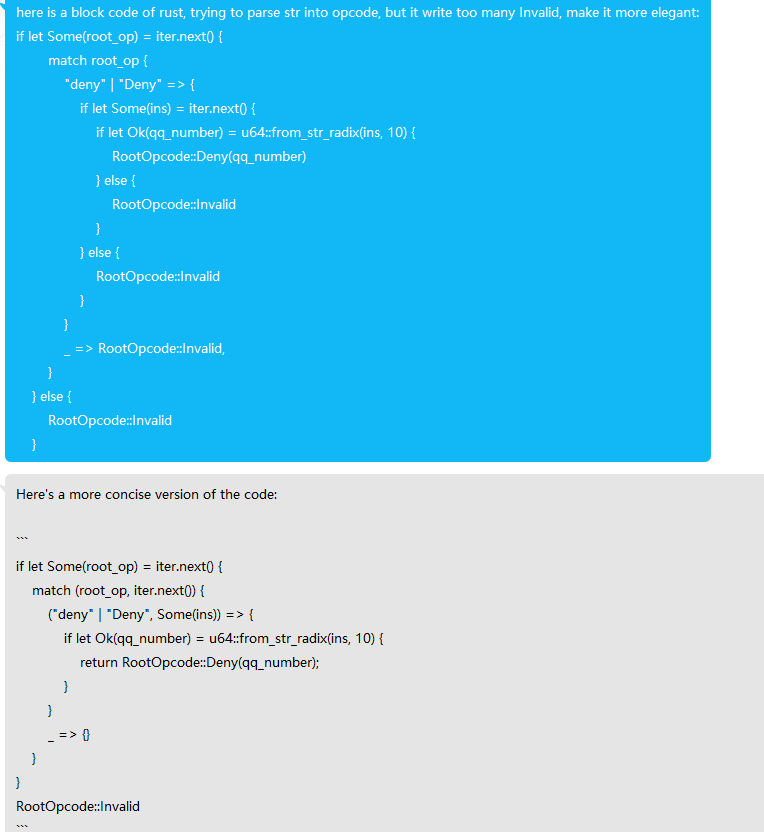 here is a block code of rust, trying to parse str into opcode, but it write too many Invalid, make it more elegant:
if let Some(root_op) = iter.next() {
match root_op {
"deny" | "Deny" => {
if let Some(ins) = iter.next() {
if let Ok(qq_number) = u64::from_str_radix(ins, 10) {
RootOpcode::Deny(qq_number)
} else {
RootOpcode::Invalid
}
} else {
RootOpcode::Invalid
}
}
_ => RootOpcode::Invalid,
}
} else {
RootOpcode::Invalid
}
Here's a more concise version of the code:
```
if let Some(root_op) = iter.next() {
match (root_op, iter.next()) {
("deny" | "Deny", Some(ins)) => {
if let Ok(qq_number) = u64::from_str_radix(ins, 10) {
return RootOpcode::Deny(qq_number);
}
}
_ => {}
}
}
RootOpcode::Invalid
```